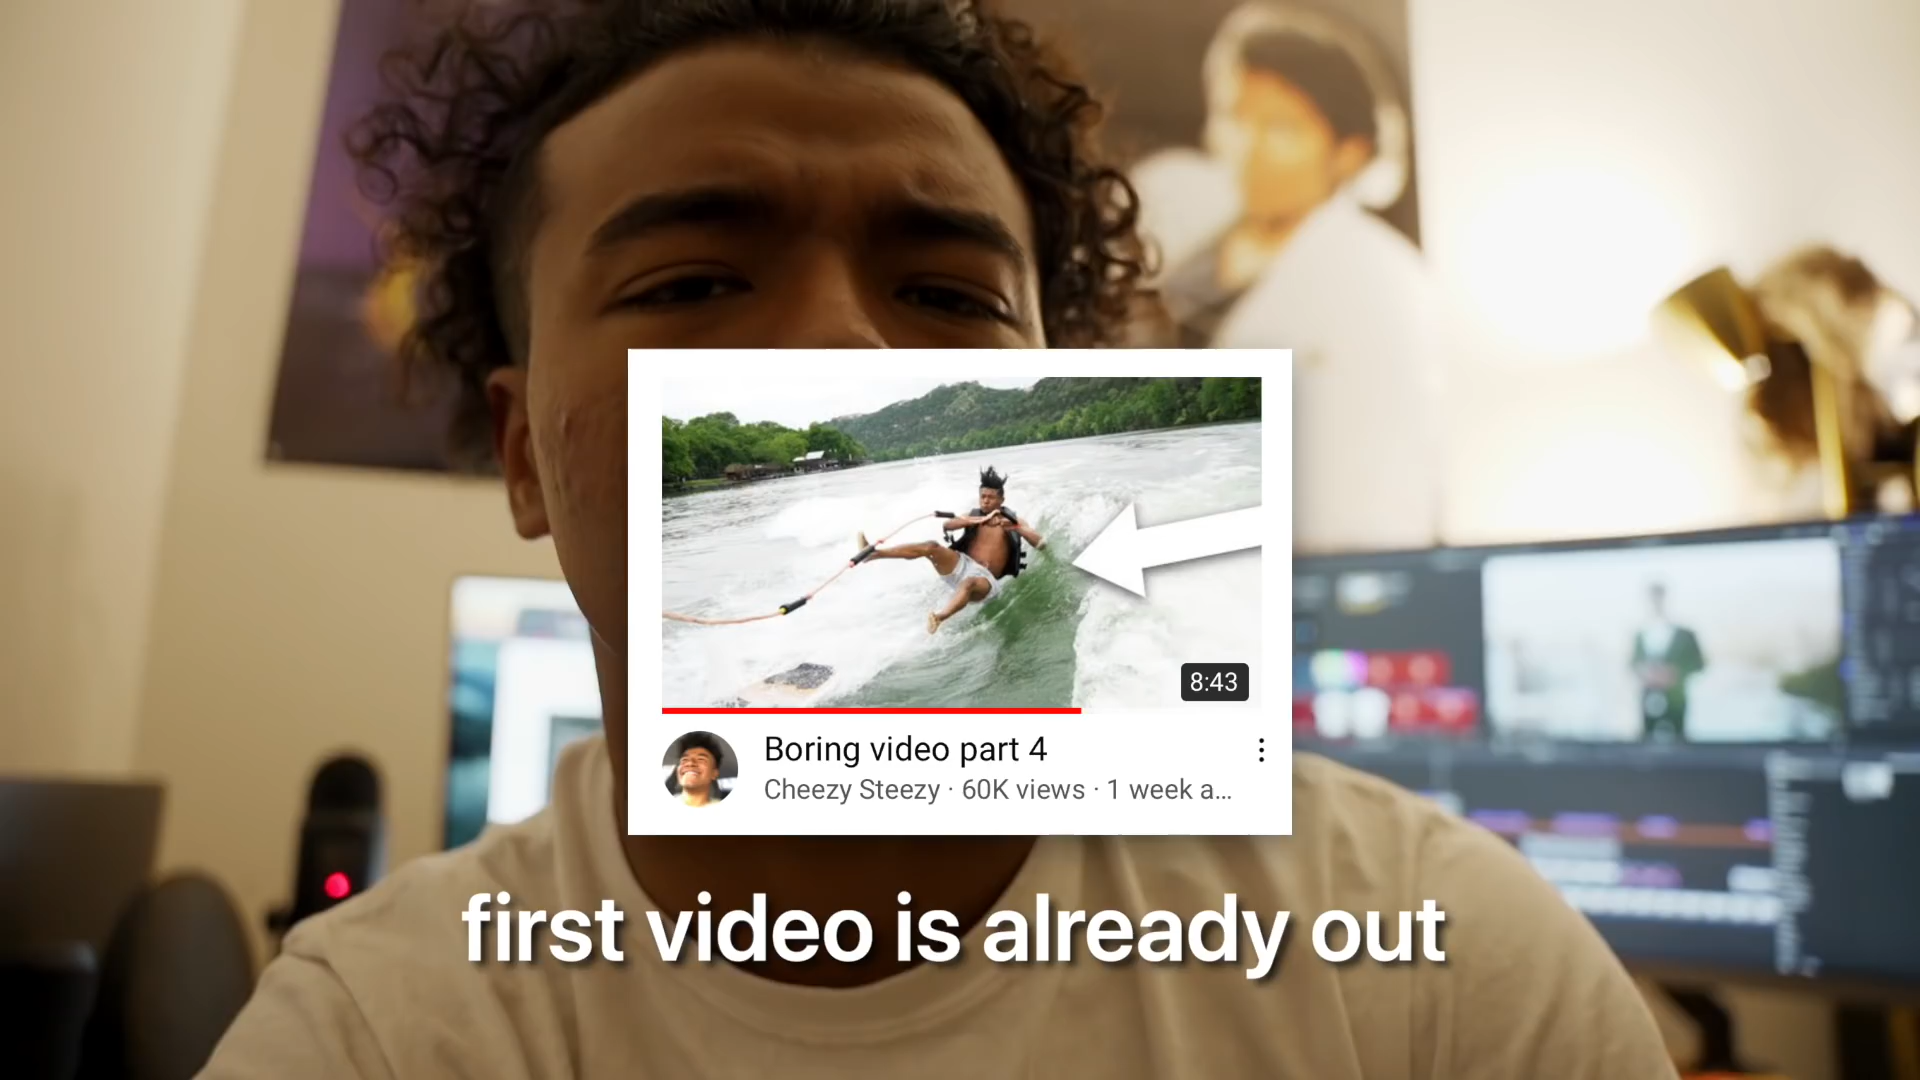 8:43
Boring video part 4
Cheezy Steezy · 60K views · 1 week a...
first video is already out